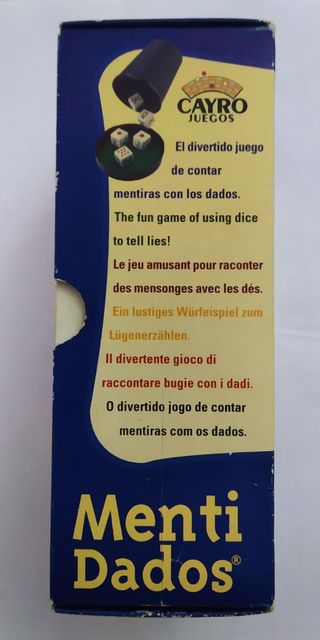 CAYRO
JUEGOS
El divertido juego
de contar
mentiras con los dados.
The fun game of using dice
to tell lies!
Le jeu amusant pour raconter
des mensonges avec les dés.
Ein lustiges Würfeispiel zum
Lügenerzählen.
Il divertente gioco di
raccontare bugie con i dadi.
O divertido jogo de contar
mentiras com os dados.
Menti
Dados®